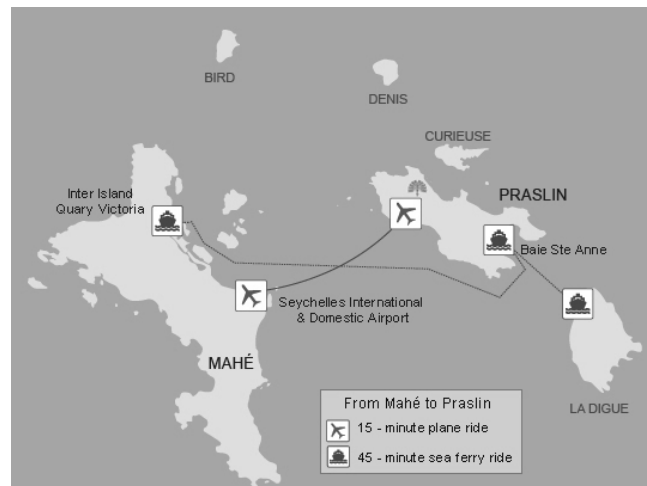 BIRD
DENIS
CURIEUSE
PRASLIN
Inter Island
Quary Victoria
Baie Ste Anne
Seychelles International
& Domestic Airport
MAHÉ
LA DIGUE
From Mahé to Praslin
15 - minute plane ride
45 - minute sea ferry ride